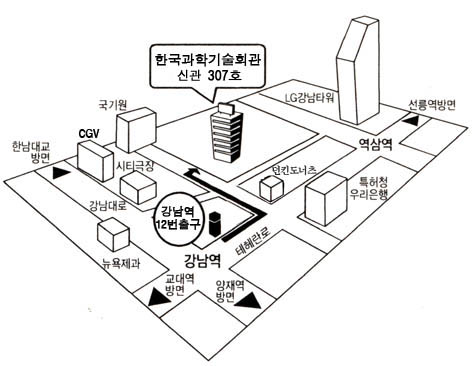 한국과학기술회관
신관 307호
LG강남타워
선릉역방면
국기원
CGV
한남대교
방면
시티극장
역삼역
던킨도너츠
특허청
우리은행
강남대로
강남역
12번출구
테헤란로
뉴욕제과
강남역
교대역
방면
양재역
방면